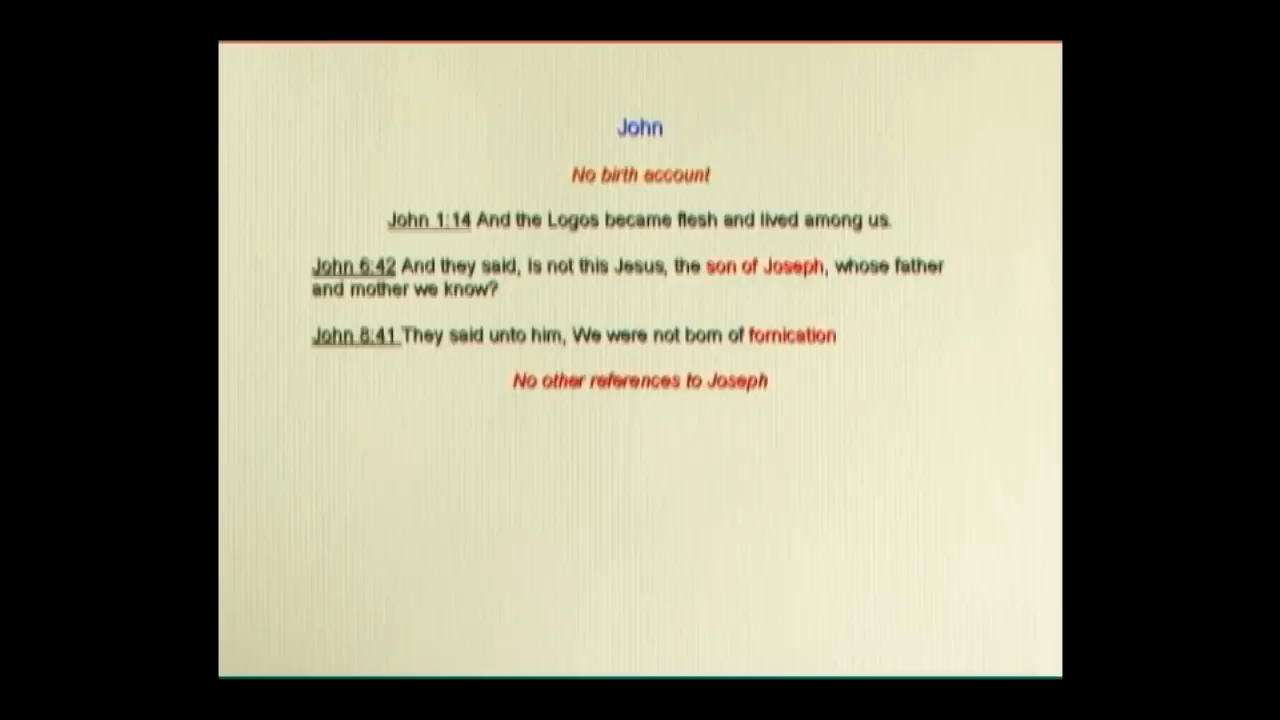 John
No birth account
John 1:14 And the Logos became flesh and lived among us.
John 6:42 And they said, Is not this Jesus, the son of Joseph, whose father
and mother we know?
John 8:41 They said unto him, We were not born of fornication
No other references to Joseph